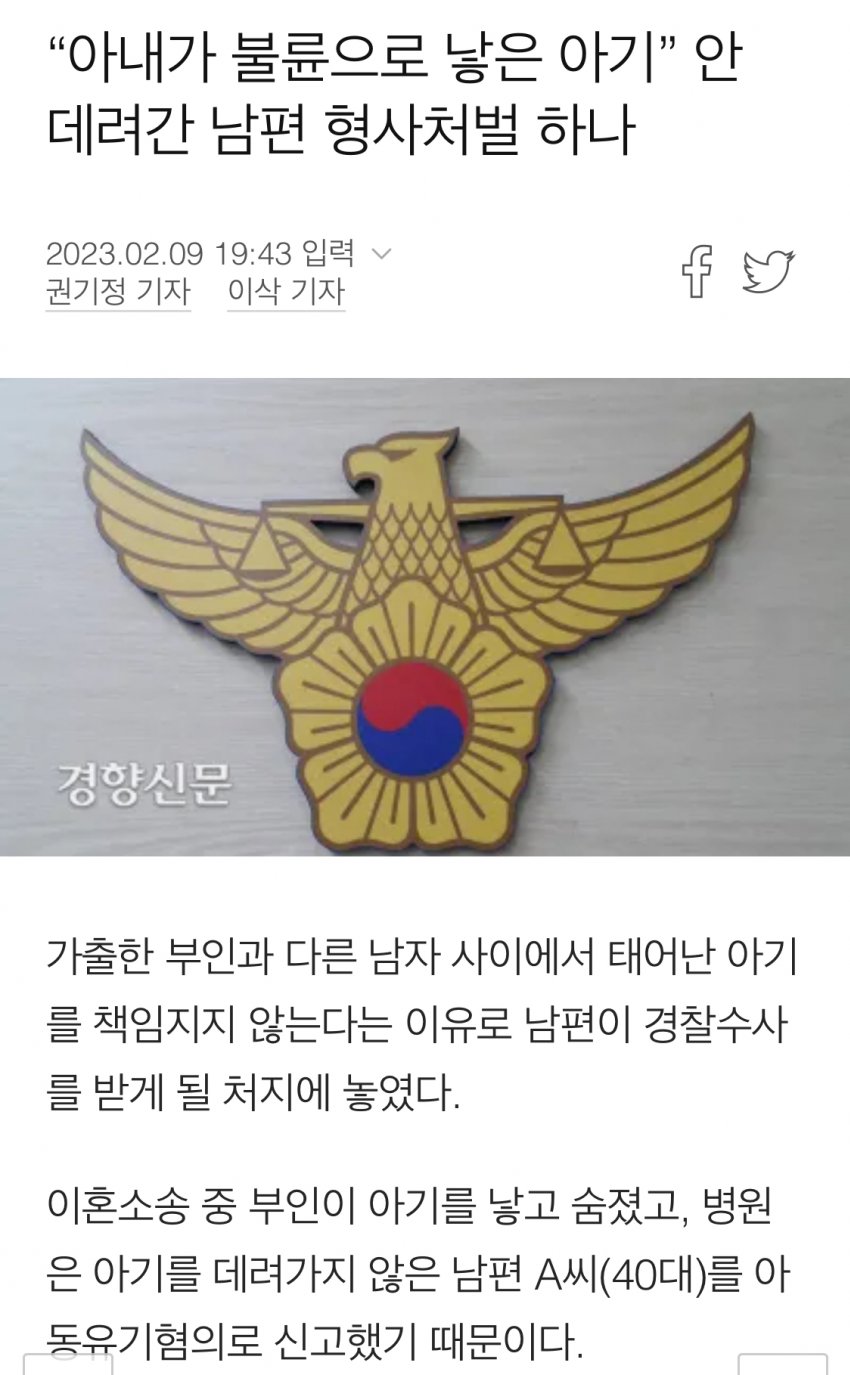 “아내가 불륜으로 낳은 아기” 안
데려간 남편 형사처벌 하나
2023.02.09 19:43 입력
권기정 기자 이삭 기자
경향신문
가출한 부인과 다른 남자 사이에서 태어난 아기
를 책임지지 않는다는 이유로 남편이 경찰수사
를 받게 될 처지에 놓였다.
이혼소송 중 부인이 아기를 낳고 숨졌고, 병원
은 아기를 데려가지 않은 남편 A씨(40대)를 아
동유기혐의로 신고했기 때문이다.